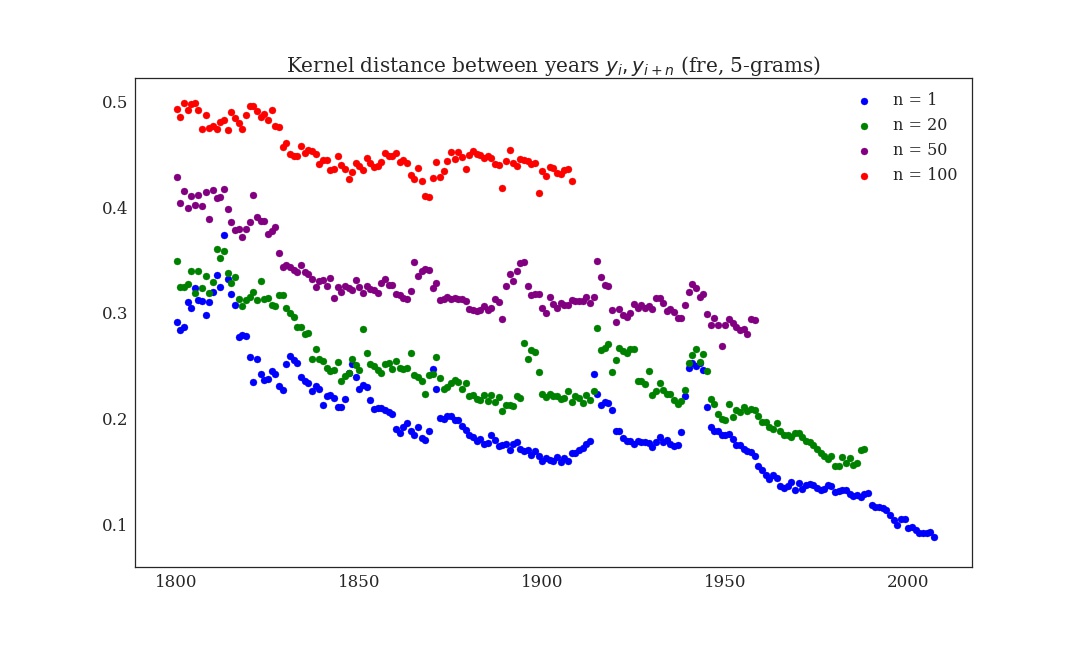 Kernel distance between years $y_i, y_{i+n}$ (fre, 5-grams)
0.5
0.4
0.3
0.2
0.1
n = 1
n = 20
n = 50
n = 100
1800 1850 1900 1950 2000